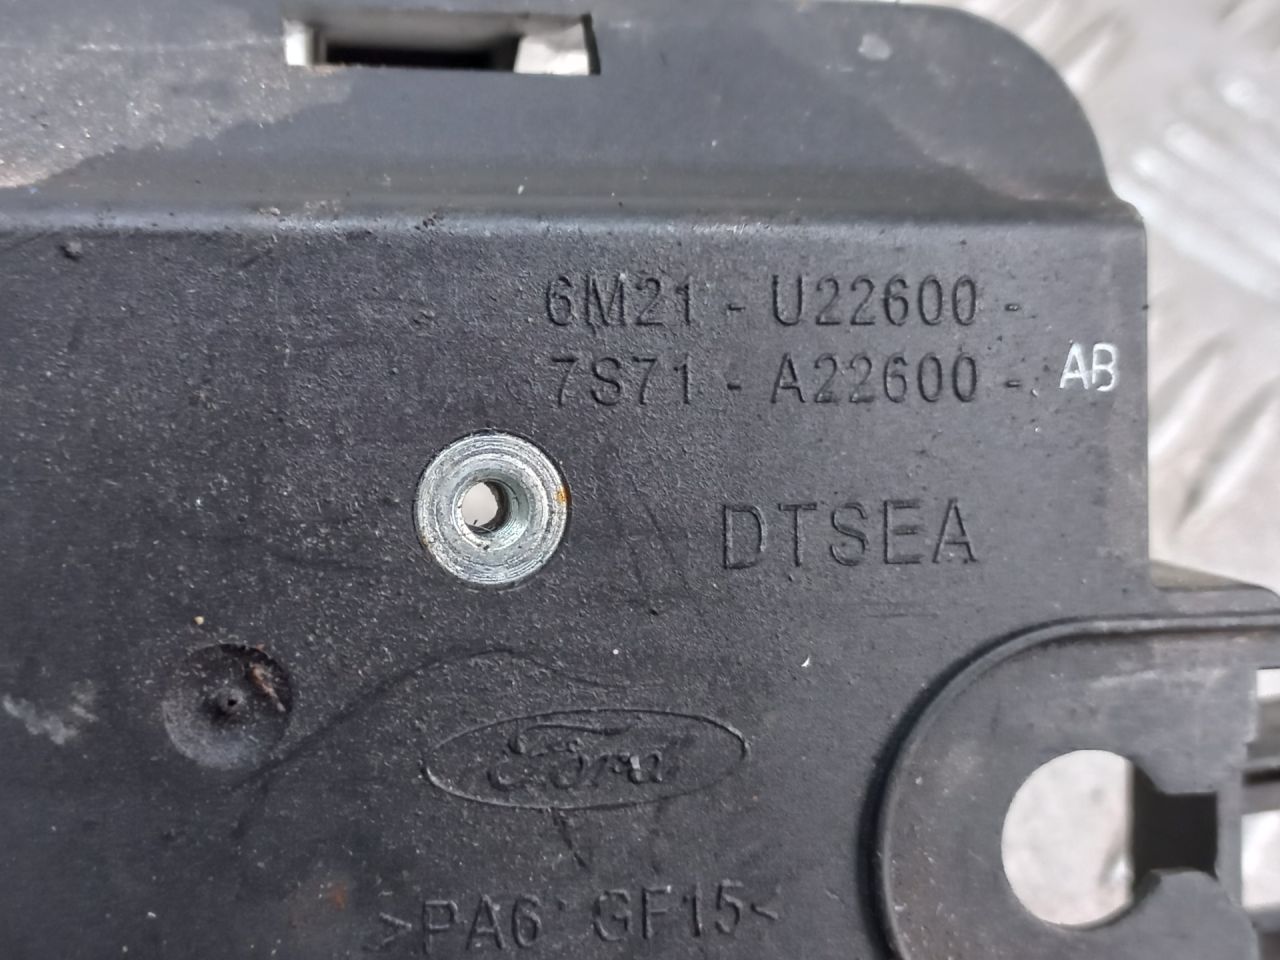 6M21 - U22600 -
7S71 - A22600 - AB
DTSEA
Ford
>PA6 GF15<